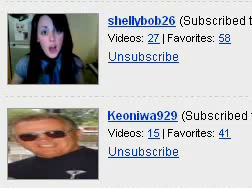 shellybob26 (Subscribed
Videos: 27 | Favorites: 58
Unsubscribe
Keoniwa929 (Subscribed
Videos: 15 | Favorites: 41
Unsubscribe